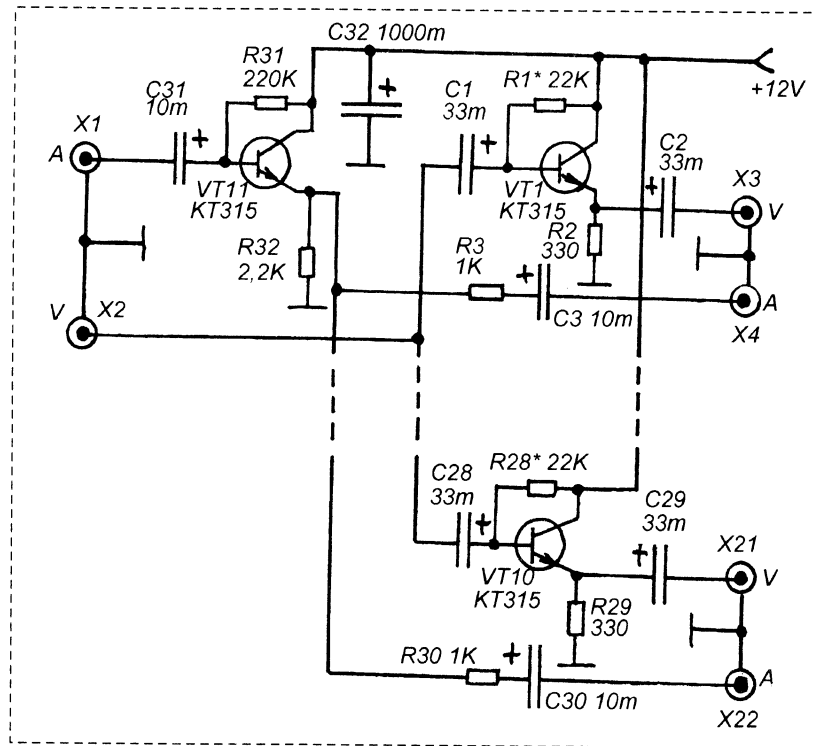 C32 1000m
R31
220K
C31
10m
C1
33m
R1* 22K
+12V
X1
A
+
+
+
C2
33m
VT11
KT315
VT1
KT315
+
X3
V
R32
2,2K
R3
1K
R2
330
+
V
X2
C3 10m
A
X4
C28
33m
R28* 22K
C29
33m
+
+
X21
V
VT10
KT315
R29
330
R30 1K
+
A
C30 10m
X22